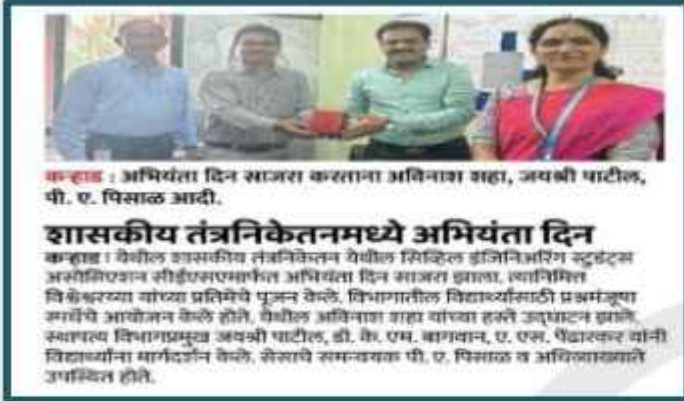 कऱ्हाड : अभियंता दिन साजरा करताना अविनाश शहा, जयश्री पाटील,
पी. ए. पिसाळ आदी.
शासकीय तंत्रनिकेतनमध्ये अभियंता दिन
कऱ्हाड : येथील शासकीय तंत्रनिकेतन येथील सिव्हिल इंजिनिअरिंग स्टुडंट्स
असोसिएशन सीईएसएमार्फत अभियंता दिन साजरा झाला. त्यानिमित्त
विश्वेश्वरय्या यांच्या प्रतिमेचे पूजन केले. विभागातील विद्यार्थ्यांसाठी प्रश्नमंजूषा
स्पर्धेचे आयोजन केले होते. येथील अविनाश शहा यांच्या हस्ते उद्घाटन झाले.
स्थापत्य विभागप्रमुख जयश्री पाटील, डी. के. एम. बागवान, ए. एस. पेंढारकर यांनी
विद्यार्थ्यांना मार्गदर्शन केले. सेसाचे समन्वयक पी. ए. पिसाळ व अधिव्याख्याते
उपस्थित होते.